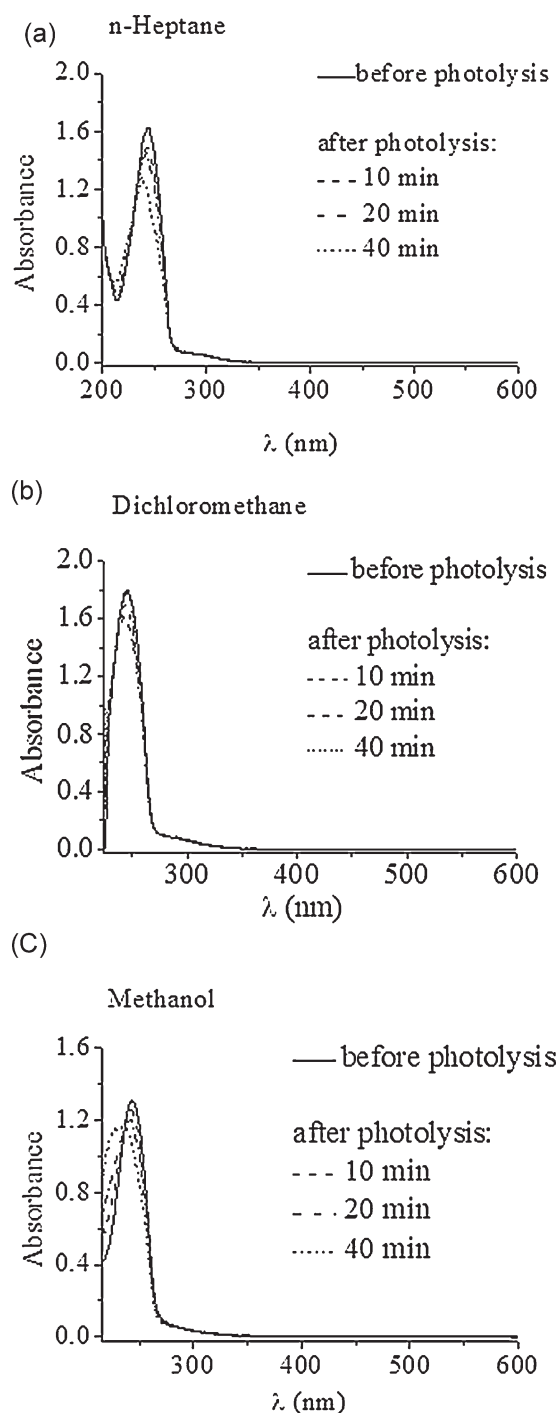 (a)
n-Heptane
before photolysis
after photolysis:
10 min
20 min
40 min
2.0
1.6
1.2
0.8
0.4
0.0
Absorbance
200 300 400 500 600
λ (nm)
(b)
Dichloromethane
before photolysis
after photolysis:
10 min
20 min
40 min
2.0
1.6
1.2
0.8
0.4
0.0
Absorbance
300 400 500 600
λ (nm)
(C)
Methanol
before photolysis
after photolysis:
10 min
20 min
40 min
1.6
1.2
0.8
0.4
0.0
Absorbance
300 400 500 600
λ (nm)